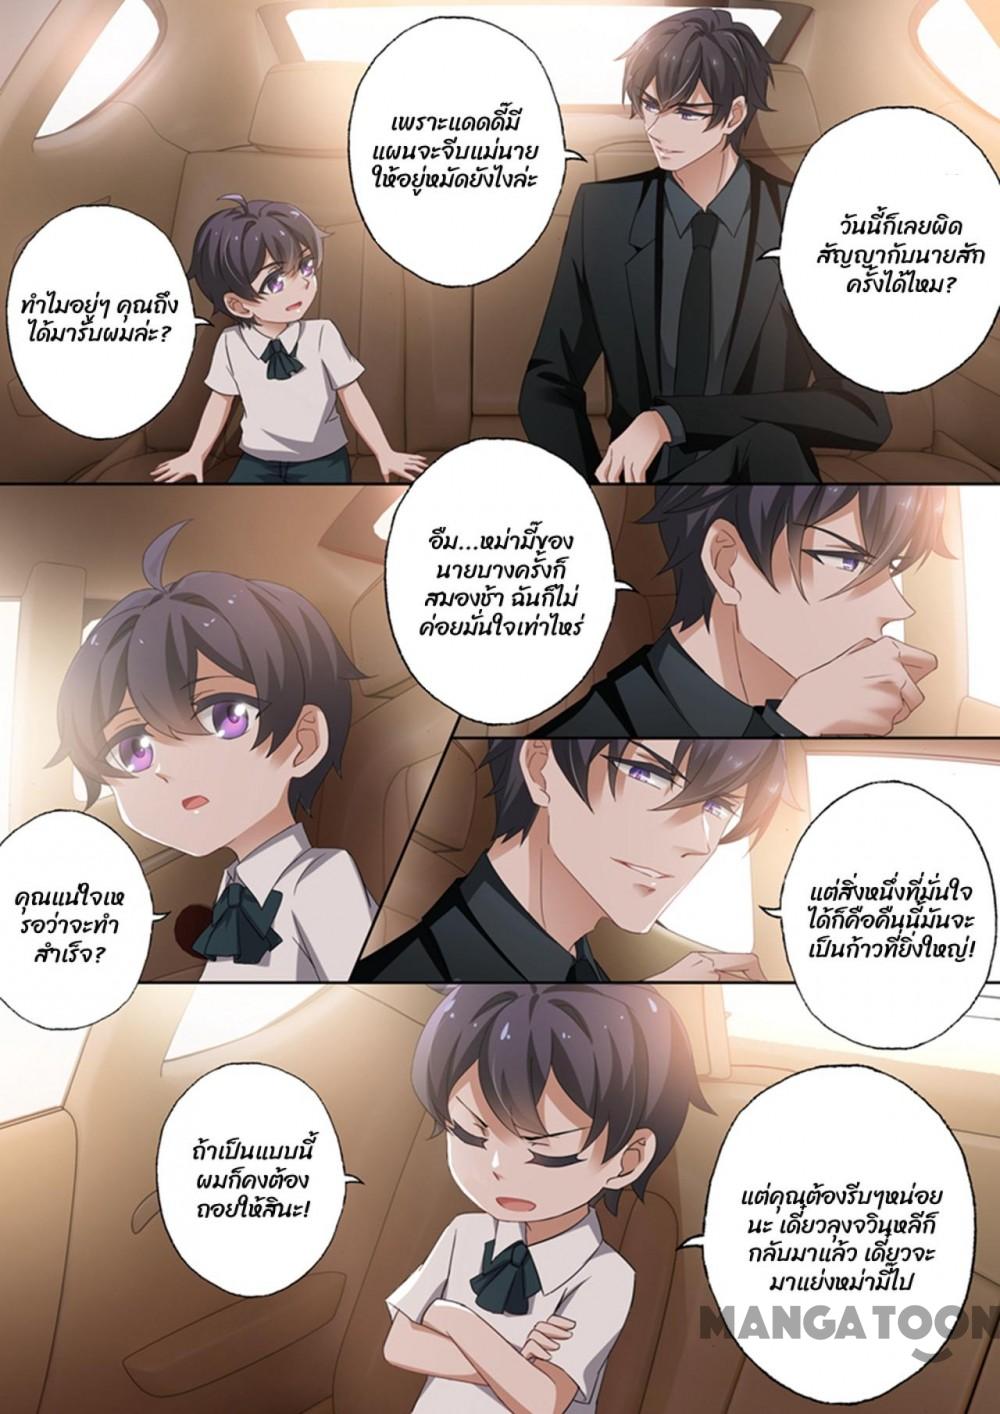 ทำไมอยู่ๆ คุณถึง
ได้มารับผมล่ะ?
เพราะแดดดี๊มี
แผนจะจีบแม่นาย
ให้อยู่หมัดยังไงล่ะ
วันนี้ก็เลยผิด
สัญญากับนายสัก
ครั้งได้ไหม?
คุณแน่ใจเห
รอว่าจะทำ
สำเร็จ?
อืม...หม่ามี๊ของ
นายบางครั้งก็
สมองช้า ฉันก็ไม่
ค่อยมั่นใจเท่าไหร่
แต่สิ่งหนึ่งที่มั่นใจ
ได้ก็คือคืนนี้มันจะ
เป็นก้าวที่ยิ่งใหญ่!
ถ้าเป็นแบบนี้
ผมก็คงต้อง
ถอยให้สินะ!
แต่คุณต้องรีบๆหน่อย
นะ เดี๋ยวลุงจวินหลีก็
กลับมาแล้ว เดี๋ยวจะ
มาแย่งหม่ามี๊ไป
MANGATOON